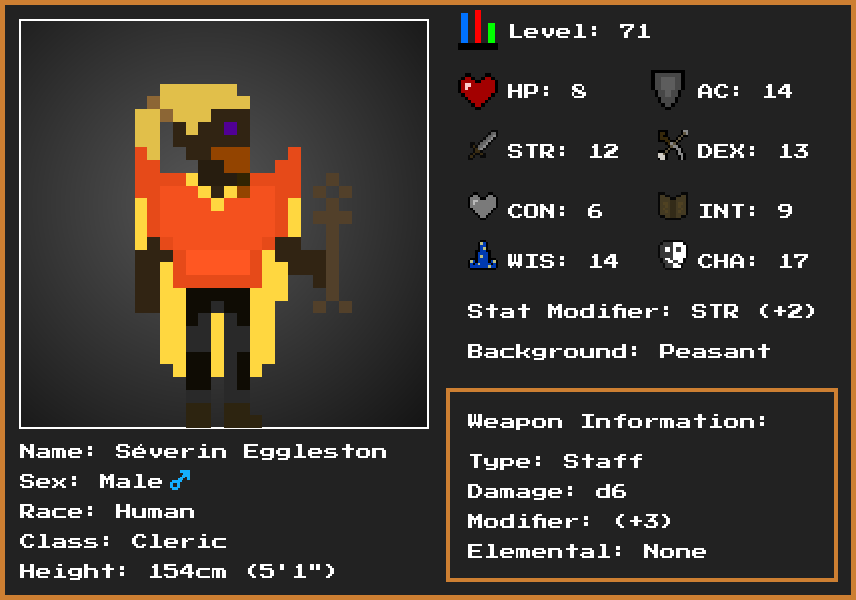 Level: 71
HP: 8 AC: 14
STR: 12 DEX: 13
CON: 6 INT: 9
WIS: 14 CHA: 17
Stat Modifier: STR (+2)
Background: Peasant
Weapon Information:
Type: Staff
Damage: d6
Modifier: (+3)
Elemental: None
Name: Séverin Eggleston
Sex: Male♂
Race: Human
Class: Cleric
Height: 154cm (5'1")